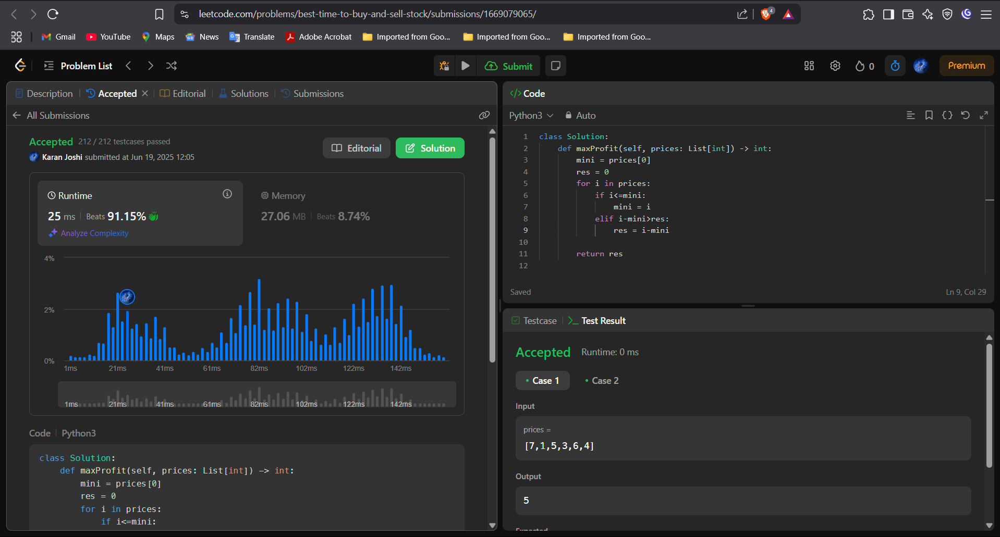 leetcode.com/problems/best-time-to-buy-and-sell-stock/submissions/1669079065/
4
Gmail YouTube Maps News Translate Adobe Acrobat Imported from Goo... Imported from Goo... Imported from Goo...
Problem List Submit 0 Premium
Description Accepted Editorial Solutions Submissions
All Submissions
Accepted 212 / 212 testcases passed
Karan Joshi submitted at Jun 19, 2025 12:05
Editorial Solution
Runtime
25 ms Beats 91.15%
Analyze Complexity
Memory
27.06 MB Beats 8.74%
4%
2%
0%
1ms 21ms 41ms 61ms 82ms 102ms 122ms 142ms
1ms 21ms 41ms 61ms 82ms 102ms 122ms 142ms
Code Python3
class Solution:
def maxProfit(self, prices: List[int]) -> int:
mini = prices[0]
res = 0
for i in prices:
if i<=mini:
</> Code
Python3 Auto
1 class Solution:
2 def maxProfit(self, prices: List[int]) -> int:
3 mini = prices[0]
4 res = 0
5 for i in prices:
6 if i<=mini:
7 mini = i
8 elif i-mini>res:
9 res = i-mini
10
11 return res
12
Saved Ln 9, Col 29
Testcase >_ Test Result
Accepted Runtime: 0 ms
• Case 1 • Case 2
Input
prices =
[7,1,5,3,6,4]
Output
5
Expected